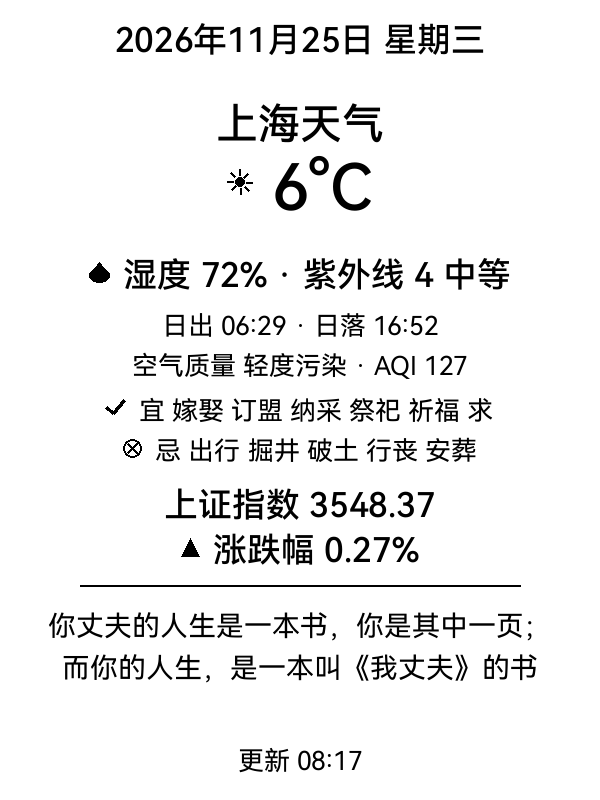 2026年11月25日 星期三
上海天气
6°C
湿度 72% · 紫外线 4 中等
日出 06:29 · 日落 16:52
空气质量 轻度污染 · AQI 127
宜 嫁娶 订盟 纳采 祭祀 祈福 求
忌 出行 掘井 破土 行丧 安葬
上证指数 3548.37
▲ 涨跌幅 0.27%
你丈夫的人生是一本书，你是其中一页；
而你的人生，是一本叫《我丈夫》的书
更新 08:17